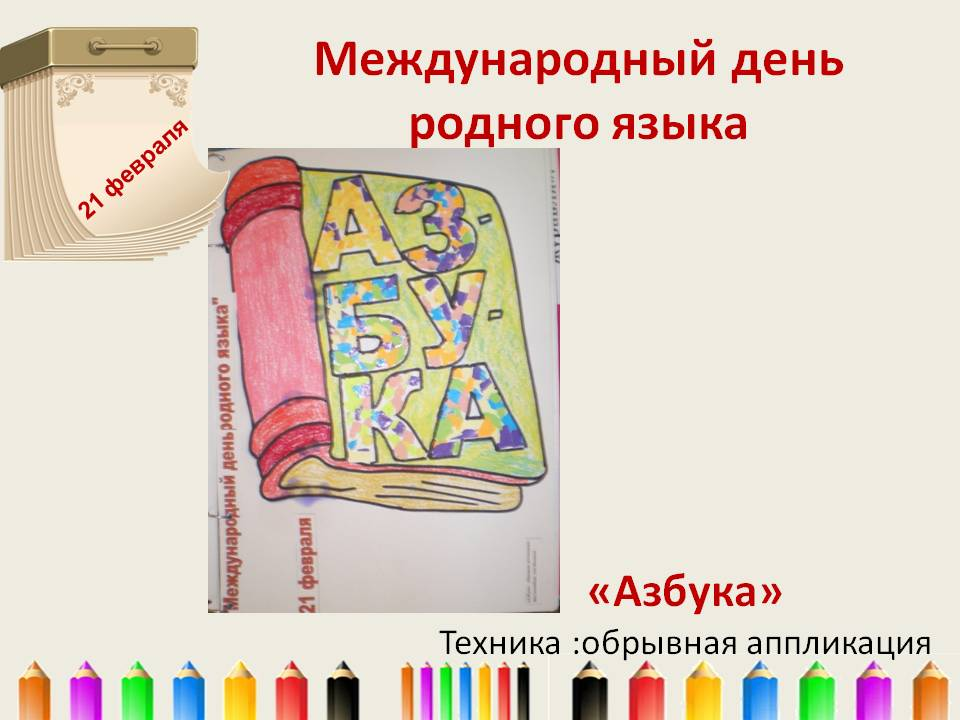 Международный день
родного языка
21 февраля
АЗ-
БУ-
КА
"Международный день родного языка"
21 февраля
«Азбука»
Техника :обрывная аппликация